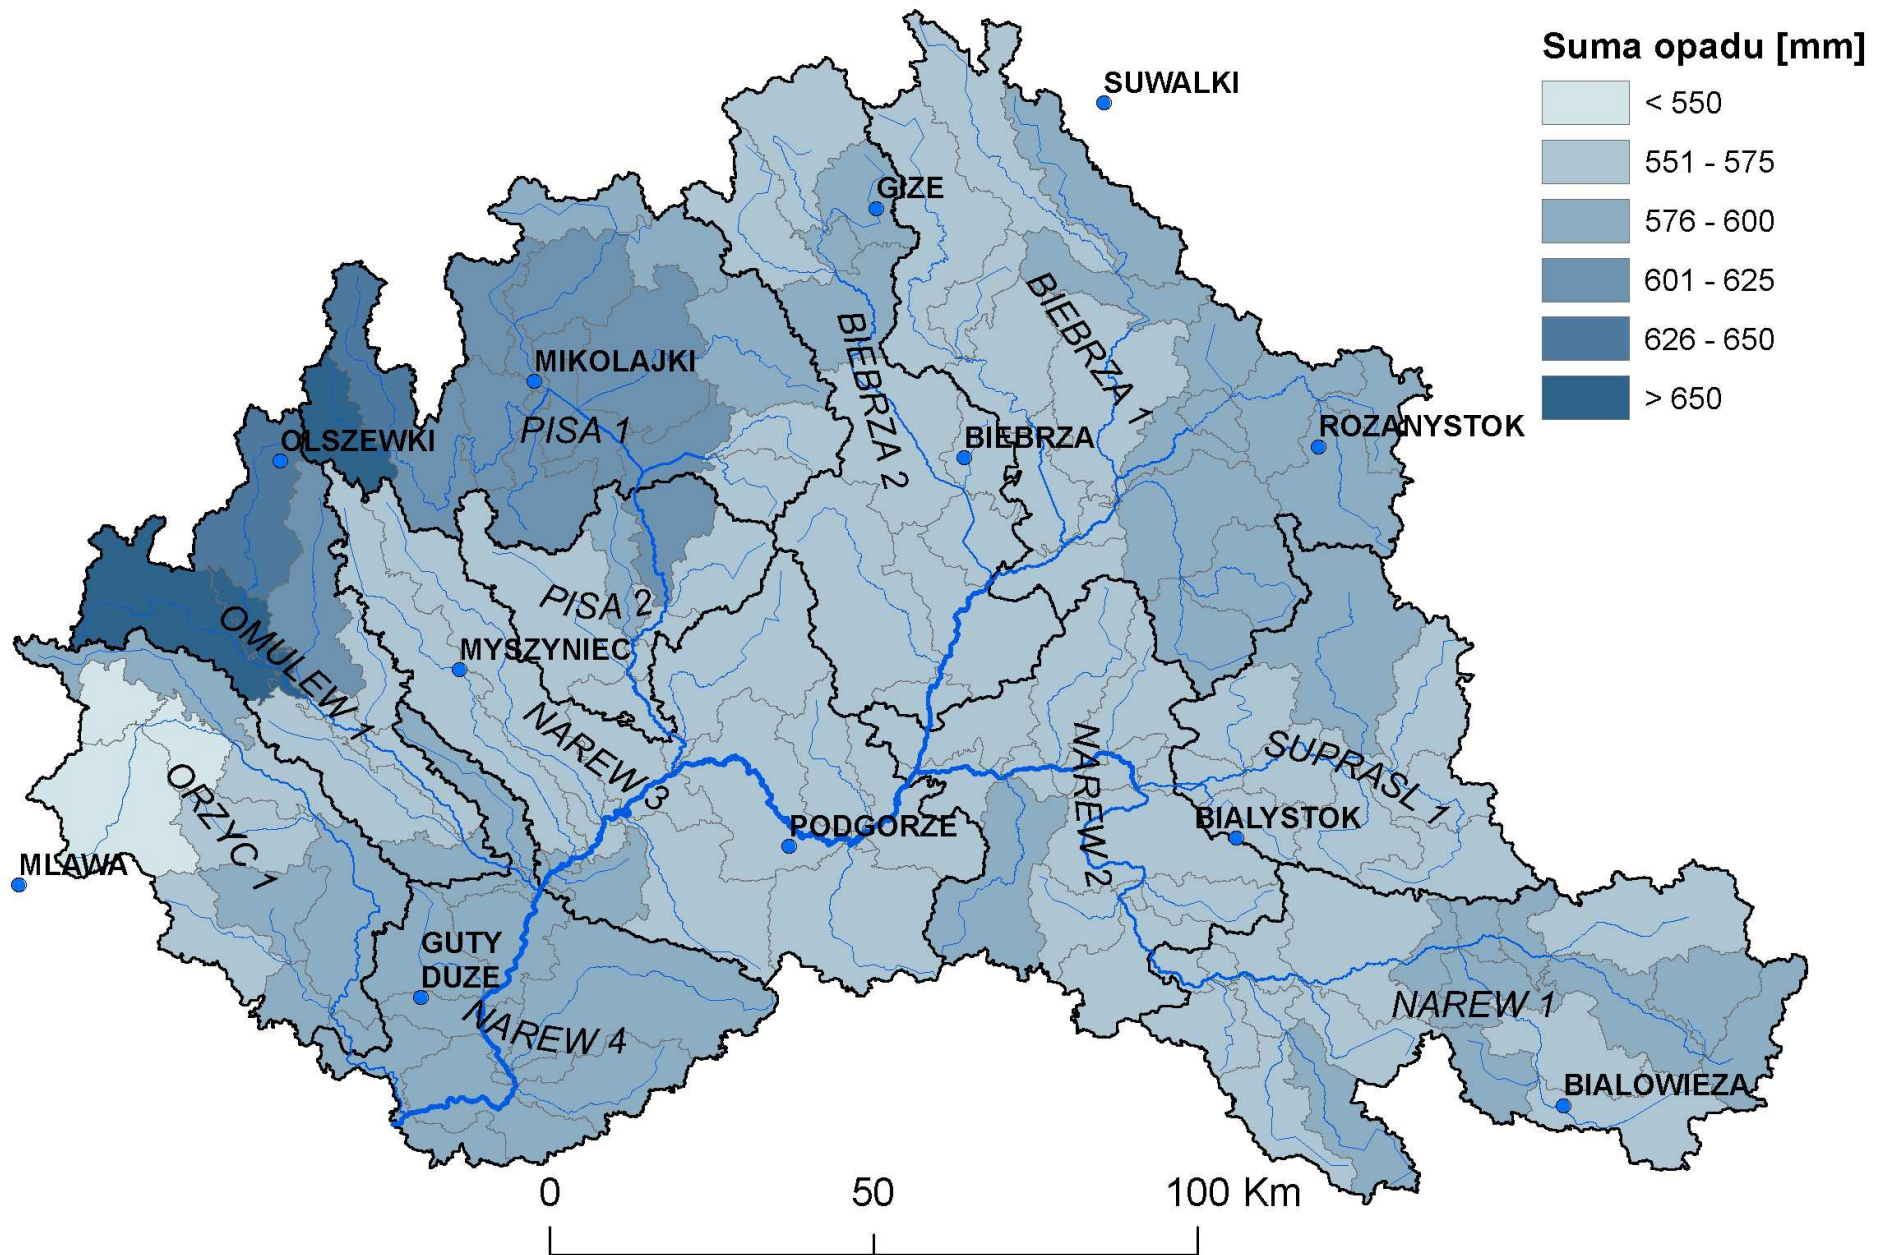 Suma opadu [mm]
< 550
551 - 575
576 - 600
601 - 625
626 - 650
> 650
SUWALKI
GIZE
MIKOLAJKI
BIEBRZA 1
BIEBRZA 2
PISA 1
OLSZEWKI
BIEBRZA
ROZANYSTOK
PISA 2
OMULEW 1
MYSZYNIEC
NAREW 3
NAREW 2
SUPRASL 1
ORZYC 1
PODGORZE
BIALYSTOK
MLAWA
GUTY
DUZE
NAREW 4
NAREW 1
BIALOWIEZA
0 50 100 Km